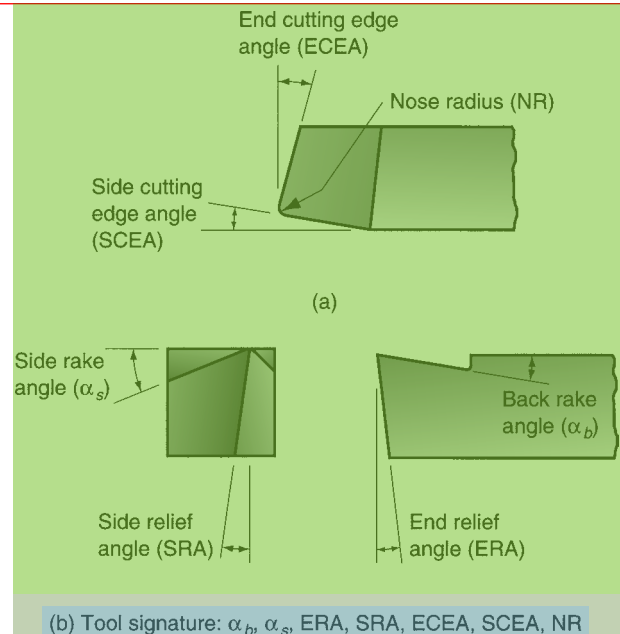 End cutting edge
angle (ECEA)
Nose radius (NR)
Side cutting
edge angle
(SCEA)
(a)
Side rake
angle (αs)
Back rake
angle (αb)
Side relief
angle (SRA)
End relief
angle (ERA)
(b) Tool signature: αb, αs, ERA, SRA, ECEA, SCEA, NR